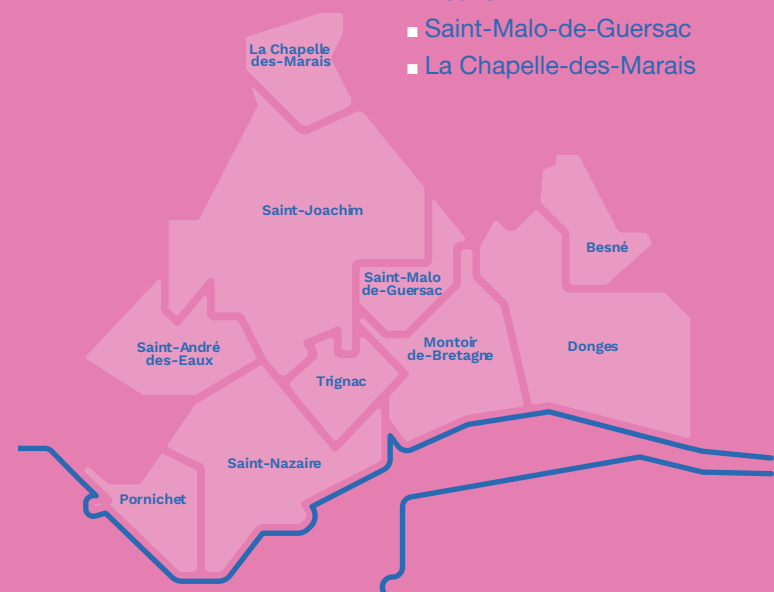 Saint-Malo-de-Guersac
La Chapelle-des-Marais
La Chapelle
des-Marais
Saint-Joachim
Besné
Saint-Malo
de-Guersac
Saint-André
des-Eaux
Montoir
de-Bretagne
Donges
Trignac
Saint-Nazaire
Pornichet